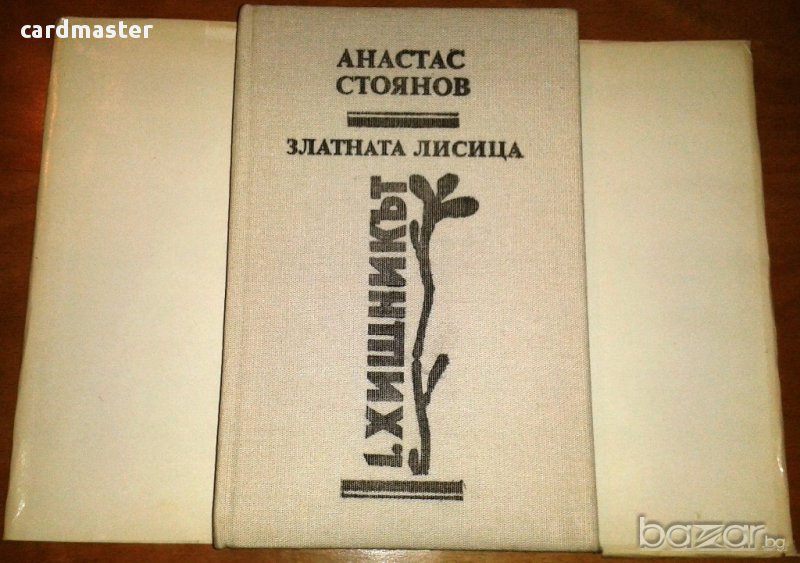 cardmaster
АНАСТАС
СТОЯНОВ
ЗЛАТНАТА ЛИСИЦА
1. ХИЩНИКЪТ
bazar.bg